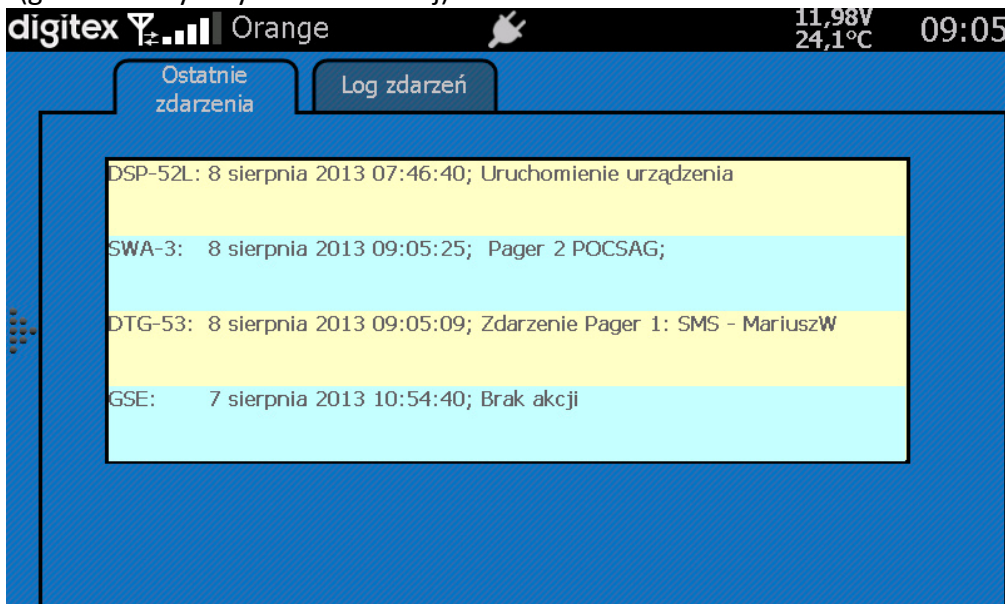 digitex Orange 11,98V 09:05
24,1°C
Ostatnie
zdarzenia
Log zdarzeń
DSP-52L: 8 sierpnia 2013 07:46:40; Uruchomienie urządzenia
SWA-3: 8 sierpnia 2013 09:05:25; Pager 2 POCSAG;
DTG-53: 8 sierpnia 2013 09:05:09; Zdarzenie Pager 1: SMS - MariuszW
GSE: 7 sierpnia 2013 10:54:40; Brak akcji